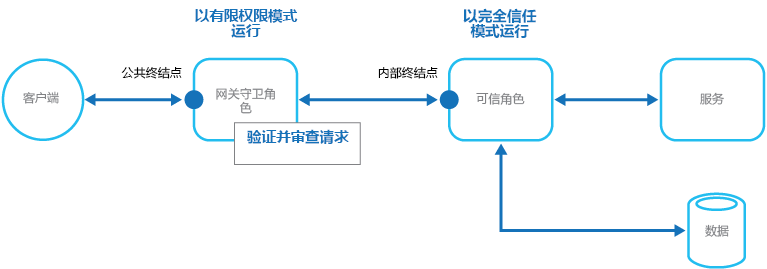 以有限权限模式
运行
以完全信任
模式运行
公共终结点
内部终结点
客户端
网关守卫角
色
可信角色
服务
验证并审查请求
数据